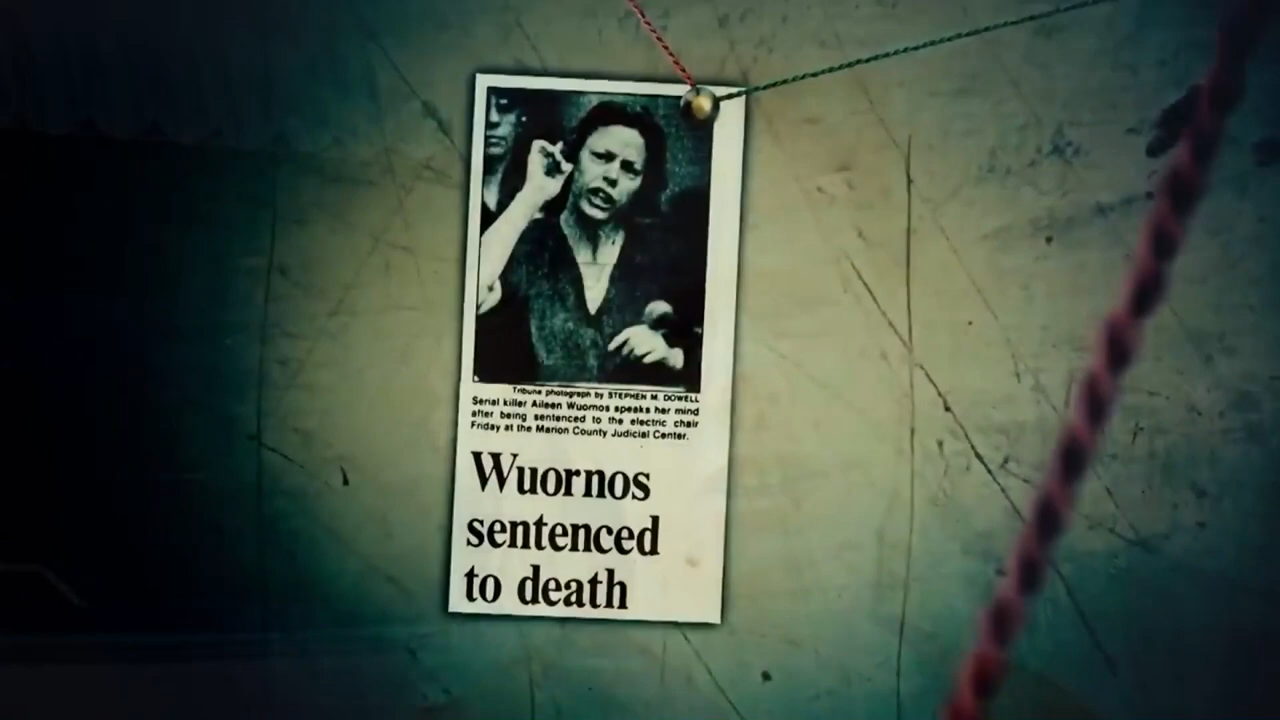 Tribune photograph by STEPHEN M. DOWELL
Serial killer Aileen Wuornos speaks her mind
after being sentenced to the electric chair
Friday at the Marion County Judicial Center.
Wuornos
sentenced
to death